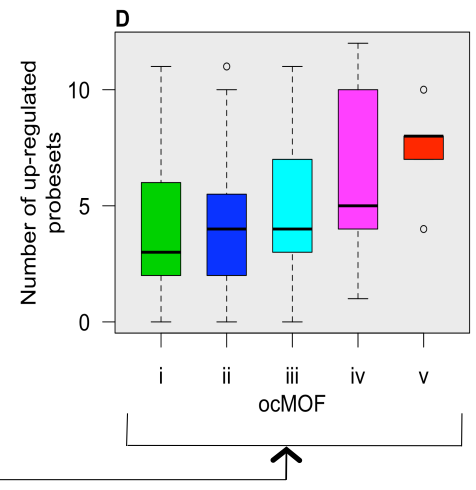 D
Number of up-regulated
probesets
10
5
0
i ii iii iv v
ocMOF